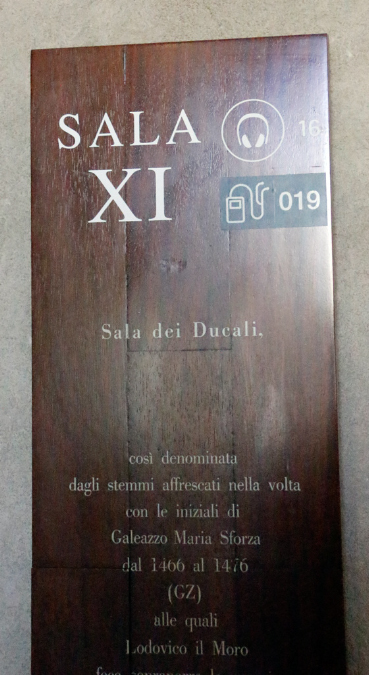 SALA
16
XI
019
Sala dei Ducali,
così denominata
dagli stemmi affrescati nella volta
con le iniziali di
Galeazzo Maria Sforza
dal 1466 al 1476
(GZ)
alle quali
Lodovico il Moro
fece